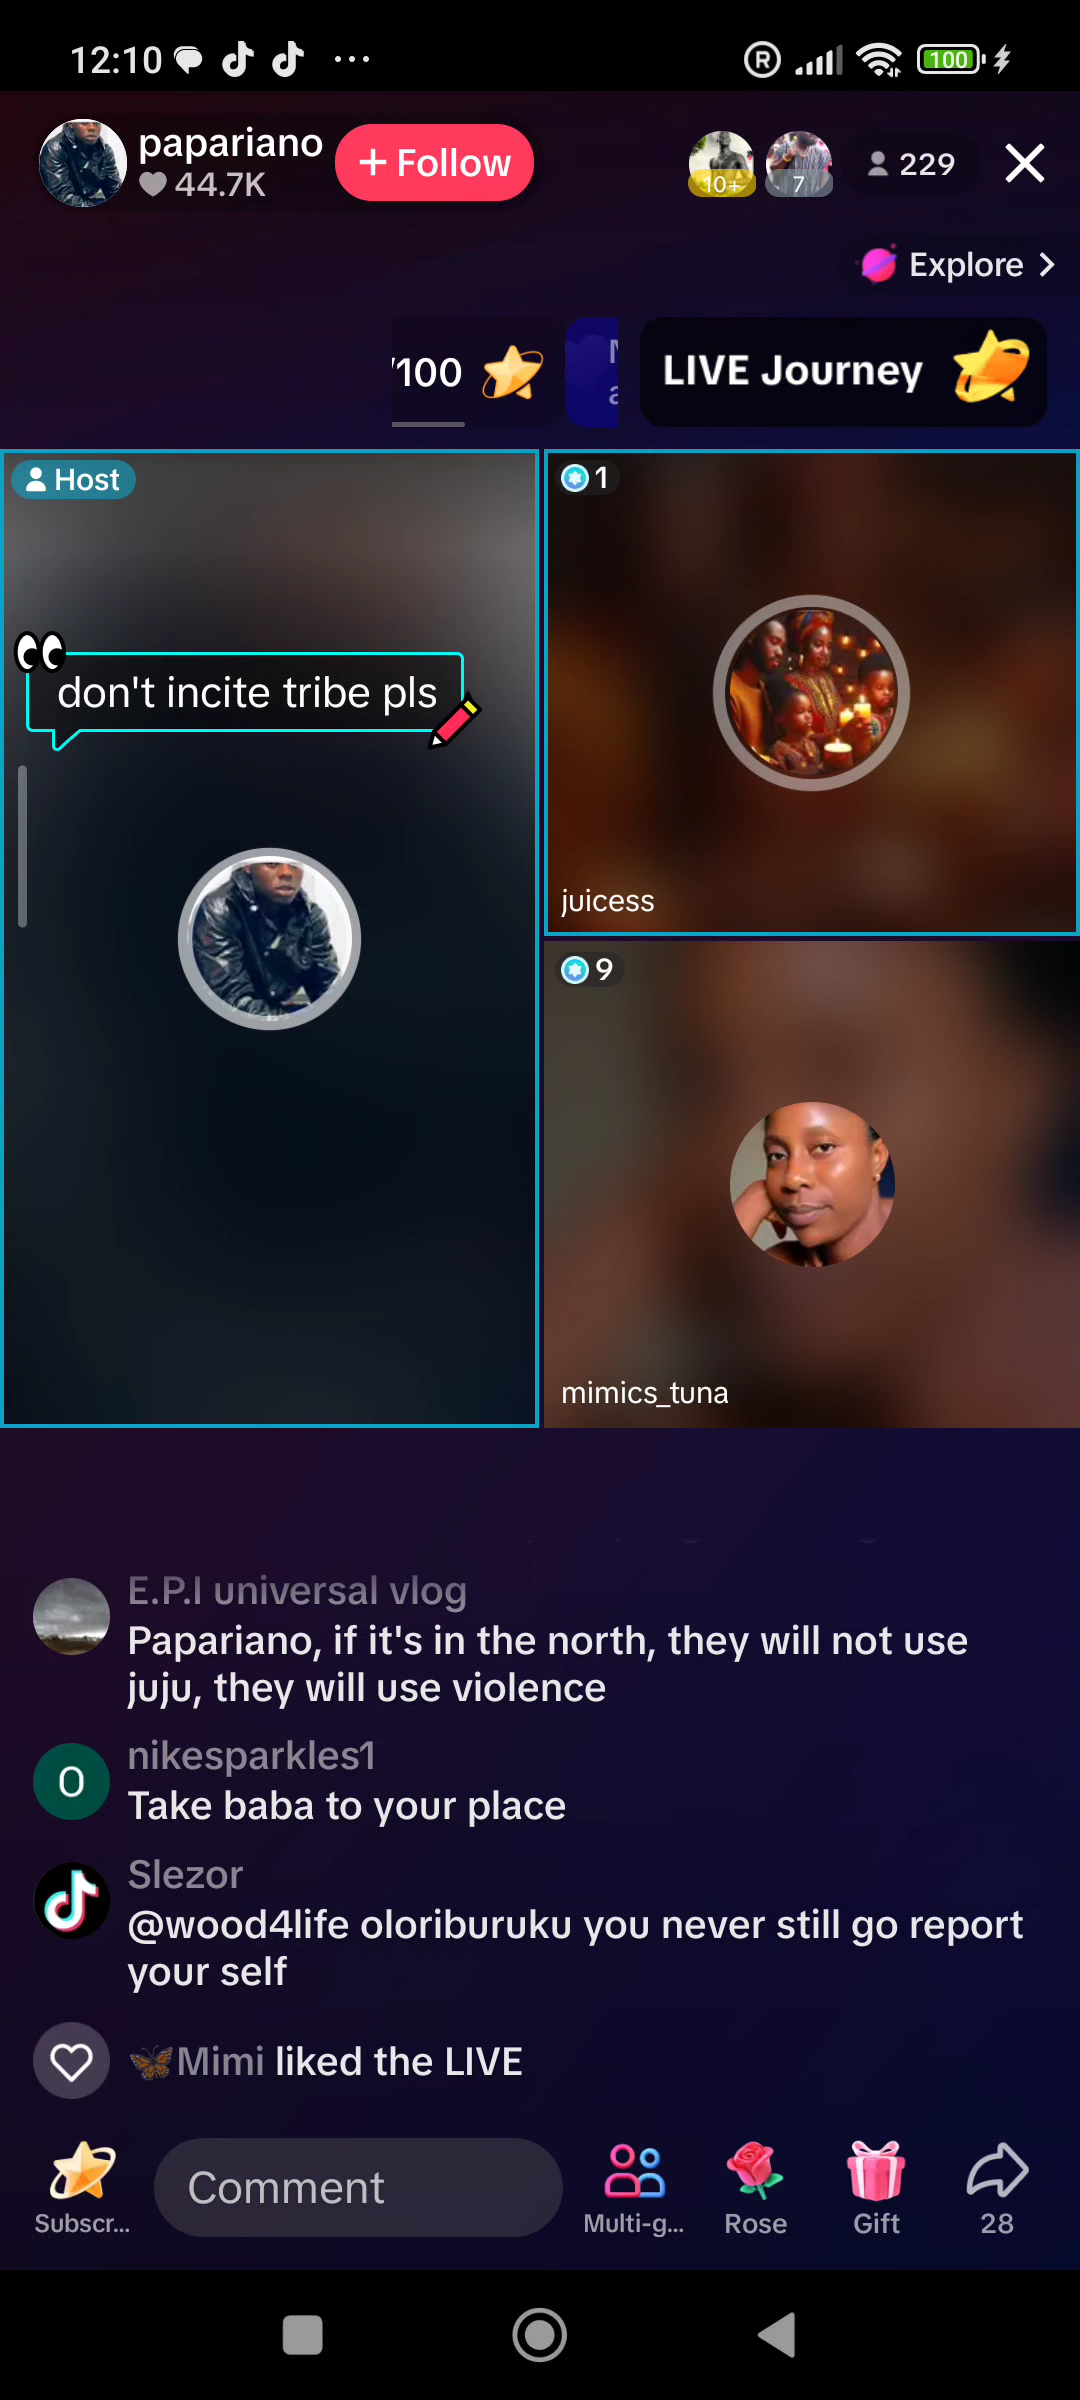 12:10
100
papariano
44.7K
+ Follow
10+
7
229
Explore
/100
LIVE Journey
Host
1
don't incite tribe pls
juicess
9
mimics_tuna
E.P.I universal vlog
Papariano, if it's in the north, they will not use
juju, they will use violence
nikesparkles1
O
Take baba to your place
Slezor
@wood4life oloriburuku you never still go report
your self
🦋Mimi liked the LIVE
Subscr...
Comment
Multi-g...
Rose
Gift
28